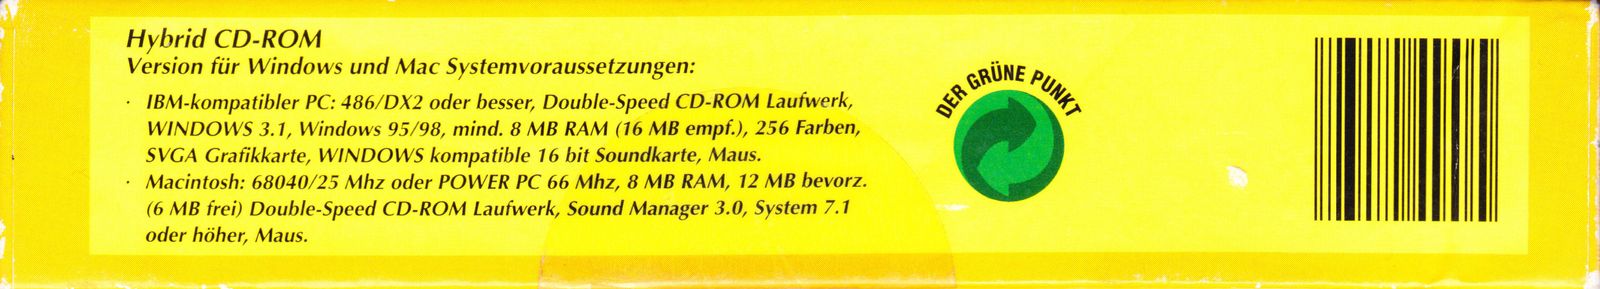 Hybrid CD-ROM
Version für Windows und Mac Systemvoraussetzungen:
· IBM-kompatibler PC: 486/DX2 oder besser, Double-Speed CD-ROM Laufwerk,
WINDOWS 3.1, Windows 95/98, mind. 8 MB RAM (16 MB empf.), 256 Farben,
SVGA Grafikkarte, WINDOWS kompatible 16 bit Soundkarte, Maus.
· Macintosh: 68040/25 Mhz oder POWER PC 66 Mhz, 8 MB RAM, 12 MB bevorz.
(6 MB frei) Double-Speed CD-ROM Laufwerk, Sound Manager 3.0, System 7.1
oder höher, Maus.
DER GRÜNE PUNKT